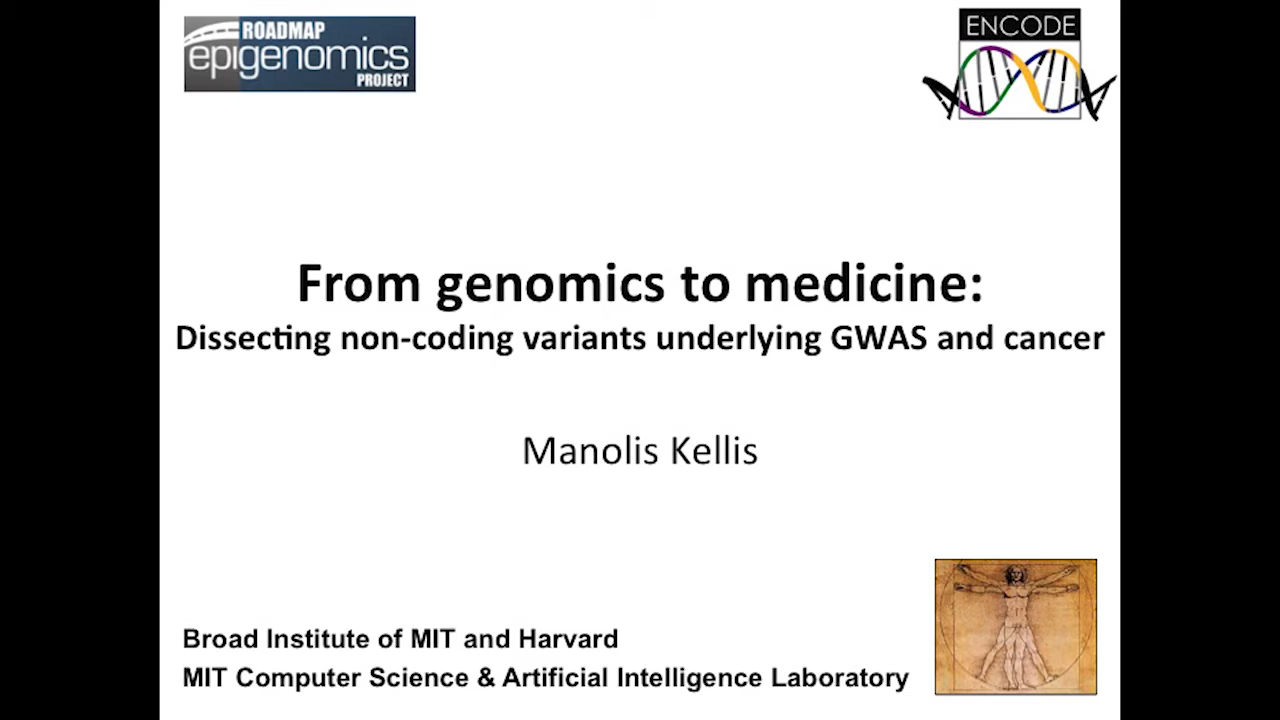 ROADMAP
epigenomics
PROJECT
ENCODE
From genomics to medicine:
Dissecting non-coding variants underlying GWAS and cancer
Manolis Kellis
Broad Institute of MIT and Harvard
MIT Computer Science & Artificial Intelligence Laboratory